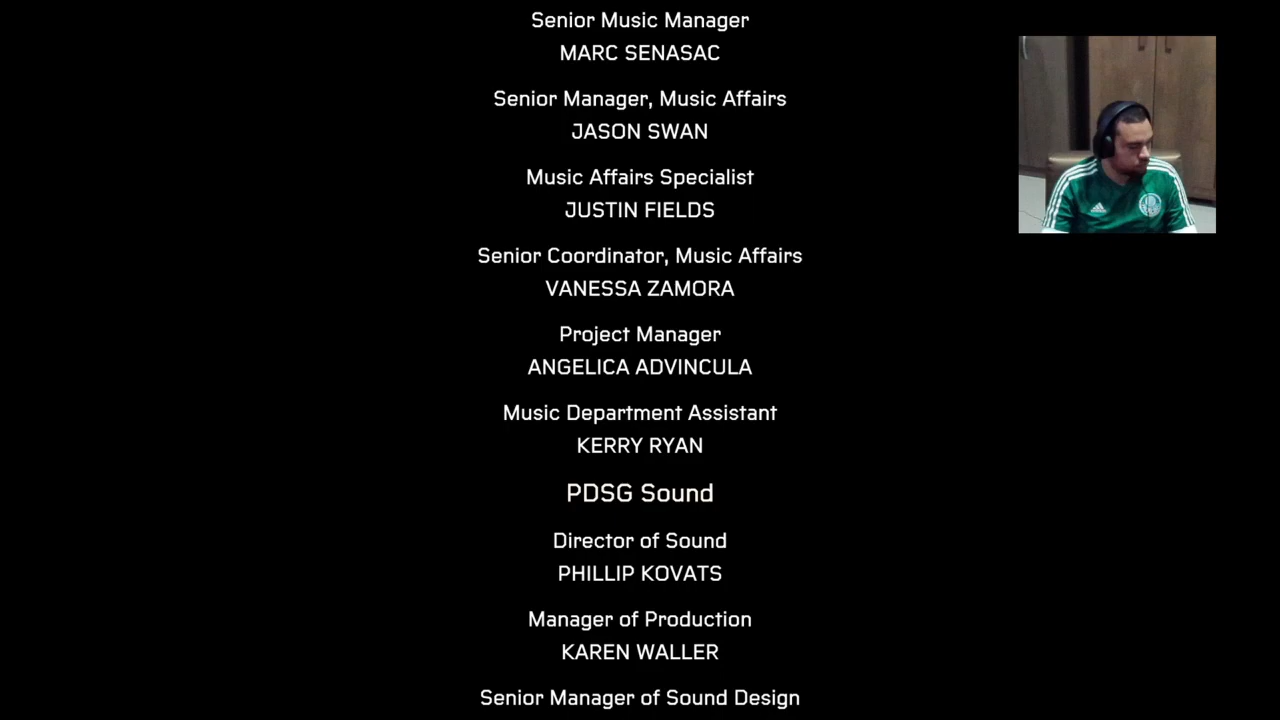 Senior Music Manager
MARC SENASAC
Senior Manager, Music Affairs
JASON SWAN
Music Affairs Specialist
JUSTIN FIELDS
Senior Coordinator, Music Affairs
VANESSA ZAMORA
Project Manager
ANGELICA ADVINCULA
Music Department Assistant
KERRY RYAN
PDSG Sound
Director of Sound
PHILLIP KOVATS
Manager of Production
KAREN WALLER
Senior Manager of Sound Design